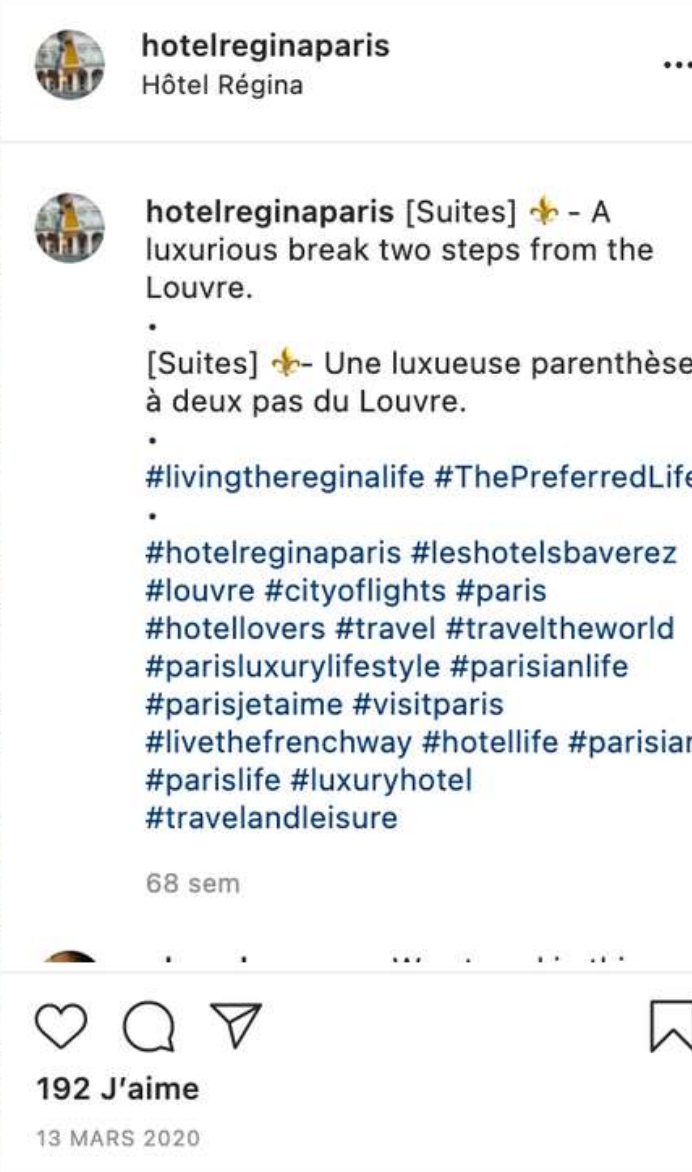 hotelreginaparis
Hôtel Régina
hotelreginaparis [Suites] ⚜️ - A
luxurious break two steps from the
Louvre.
•
[Suites] ⚜️- Une luxueuse parenthèse
à deux pas du Louvre.
•
#livingthereginalife #ThePreferredLife
•
#hotelreginaparis #leshotelsbaverez
#louvre #cityoflights #paris
#hotellovers #travel #traveltheworld
#parisluxurylifestyle #parisianlife
#parisjetaime #visitparis
#livethefrenchway #hotellife
#parislife #luxuryhotel
#travelandleisure
68 sem
192 J’aime
13 MARS 2020